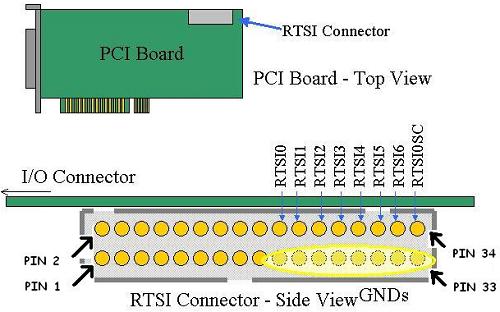 RTSI Connector
PCI Board
PCI Board - Top View
RTSI0
RTSI1
RTSI2
RTSI3
RTSI4
RTSI5
RTSI6
RTSI0SC
I/O Connector
PIN 2
PIN 34
PIN 1
PIN 33
RTSI Connector - Side View
GNDs